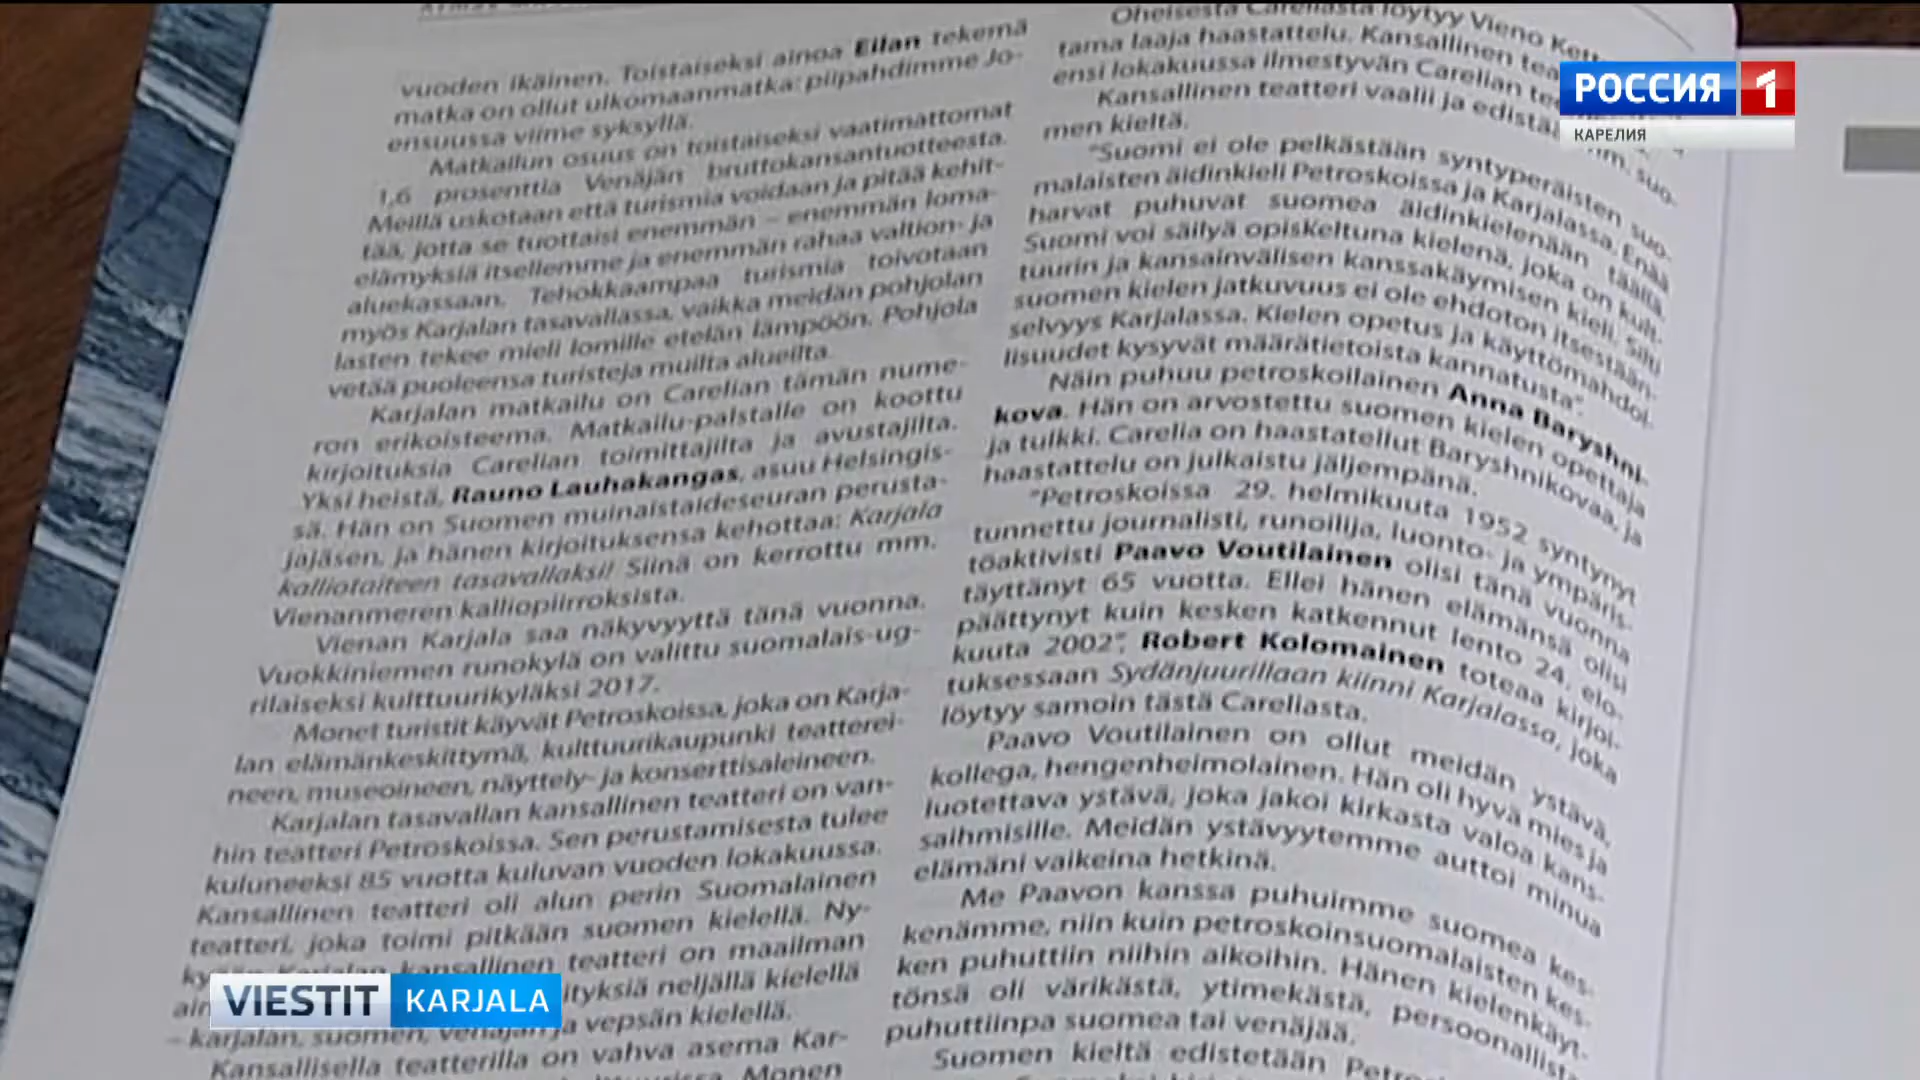 vuoden ikäinen. Toistaiseksi ainoa Eilan tekemä
matka on ollut ulkomaanmatka: piipahdimme Jo-
ensuussa viime syksyllä.
Matkailun osuus on toistaiseksi vaatimattomat
1,6 prosenttia Venäjän bruttokansantuotteesta.
Meillä uskotaan että turismia voidaan ja pitää kehit-
tää, jotta se tuottaisi enemmän – enemmän loma-
elämyksiä itsellemme ja enemmän rahaa valtion- ja
aluekassaan. Tehokkaampaa turismia toivotaan
myös Karjalan tasavallassa, vaikka meidän pohjolan
lasten tekee mieli lomille etelän lämpöön. Pohjola
vetää puoleensa turisteja muilta alueilta.
Karjalan matkailu on Carelian tämän nume-
ron erikoisteema. Matkailu-palstalle on koottu
kirjoituksia Carelian toimittajilta ja avustajilta.
Yksi heistä, Rauno Lauhakangas, asuu Helsingis-
sä. Hän on Suomen muinaistaideseuran perusta-
jajäsen, ja hänen kirjoituksensa kehottaa: Karjala
kalliotaiteen tasavallaksi! Siinä on kerrottu mm.
Vienanmeren kalliopiirroksista.
Vienan Karjala saa näkyvyyttä tänä vuonna.
Vuokkiniemen runokylä on valittu suomalais-ug-
rilaiseksi kulttuurikyläksi 2017.
Monet turistit käyvät Petroskoissa, joka on Karja-
lan elämänkeskittymä, kulttuurikaupunki teatterei-
neen, museoineen, näyttely- ja konserttisaleineen.
Karjalan tasavallan kansallinen teatteri on van-
hin teatteri Petroskoissa. Sen perustamisesta tulee
kuluneeksi 85 vuotta kuluvan vuoden lokakuussa.
Kansallinen teatteri oli alun perin Suomalainen
teatteri, joka toimi pitkään suomen kielellä. Ny-
Karjalan kansallinen teatteri on maailman
ityksiä neljällä kielellä
– karjalan, suomen, venäjän ja vepsän kielellä.
Kansallisella teatterilla on vahva asema Kar-
Monen
Oheisesta Careliasta löytyy Vieno
tama laaja haastattelu. Kansallinen
ensi lokakuussa ilmestyvän Carelian
Kansallinen teatteri vaalii ja edistää mm. suo-
men kieltä.
"Suomi ei ole pelkästään syntyperäisten suo-
malaisten äidinkieli Petroskoissa ja Karjalassa. Enää
harvat puhuvat suomea äidinkielenään täällä.
Suomi voi säilyä opiskeltuna kielenä, joka on kult-
tuurin ja kansainvälisen kanssakäymisen kieli. Silti
suomen kielen jatkuvuus ei ole ehdoton itsestään-
selvyys Karjalassa. Kielen opetus ja käyttömahdol-
lisuudet kysyvät määrätietoista kannatusta".
Näin puhuu petroskoilainen Anna Baryshni-
kova. Hän on arvostettu suomen kielen opettaja
ja tulkki. Carelia on haastatellut Baryshnikovaa, ja
haastattelu on julkaistu jäljempänä.
"Petroskoissa 29. helmikuuta 1952 syntynyt
tunnettu journalisti, runoilija, luonto- ja ympäris-
töaktivisti Paavo Voutilainen olisi tänä vuonna
täyttänyt 65 vuotta. Ellei hänen elämänsä olisi
päättynyt kuin kesken katkennut lento 24. elo-
kuuta 2002", Robert Kolomainen toteaa kirjoi-
tuksessaan Sydänjuurillaan kiinni Karjalassa, joka
löytyy samoin tästä Careliasta.
Paavo Voutilainen on ollut meidän ystävä,
kollega, hengenheimolainen. Hän oli hyvä mies ja
luotettava ystävä, joka jakoi kirkasta valoa kans-
saihmisille. Meidän ystävyytemme auttoi minua
elämäni vaikeina hetkinä.
Me Paavon kanssa puhuimme suomea kes-
kenämme, niin kuin petroskoinsuomalaisten kes-
ken puhuttiin niihin aikoihin. Hänen kielenkäyt-
tönsä oli värikästä, ytimekästä, persoonallista
puhuttiinpa suomea tai venäjää.
Suomen kieltä edistetään
РОССИЯ 1
КАРЕЛИЯ
VIESTIT KARJALA